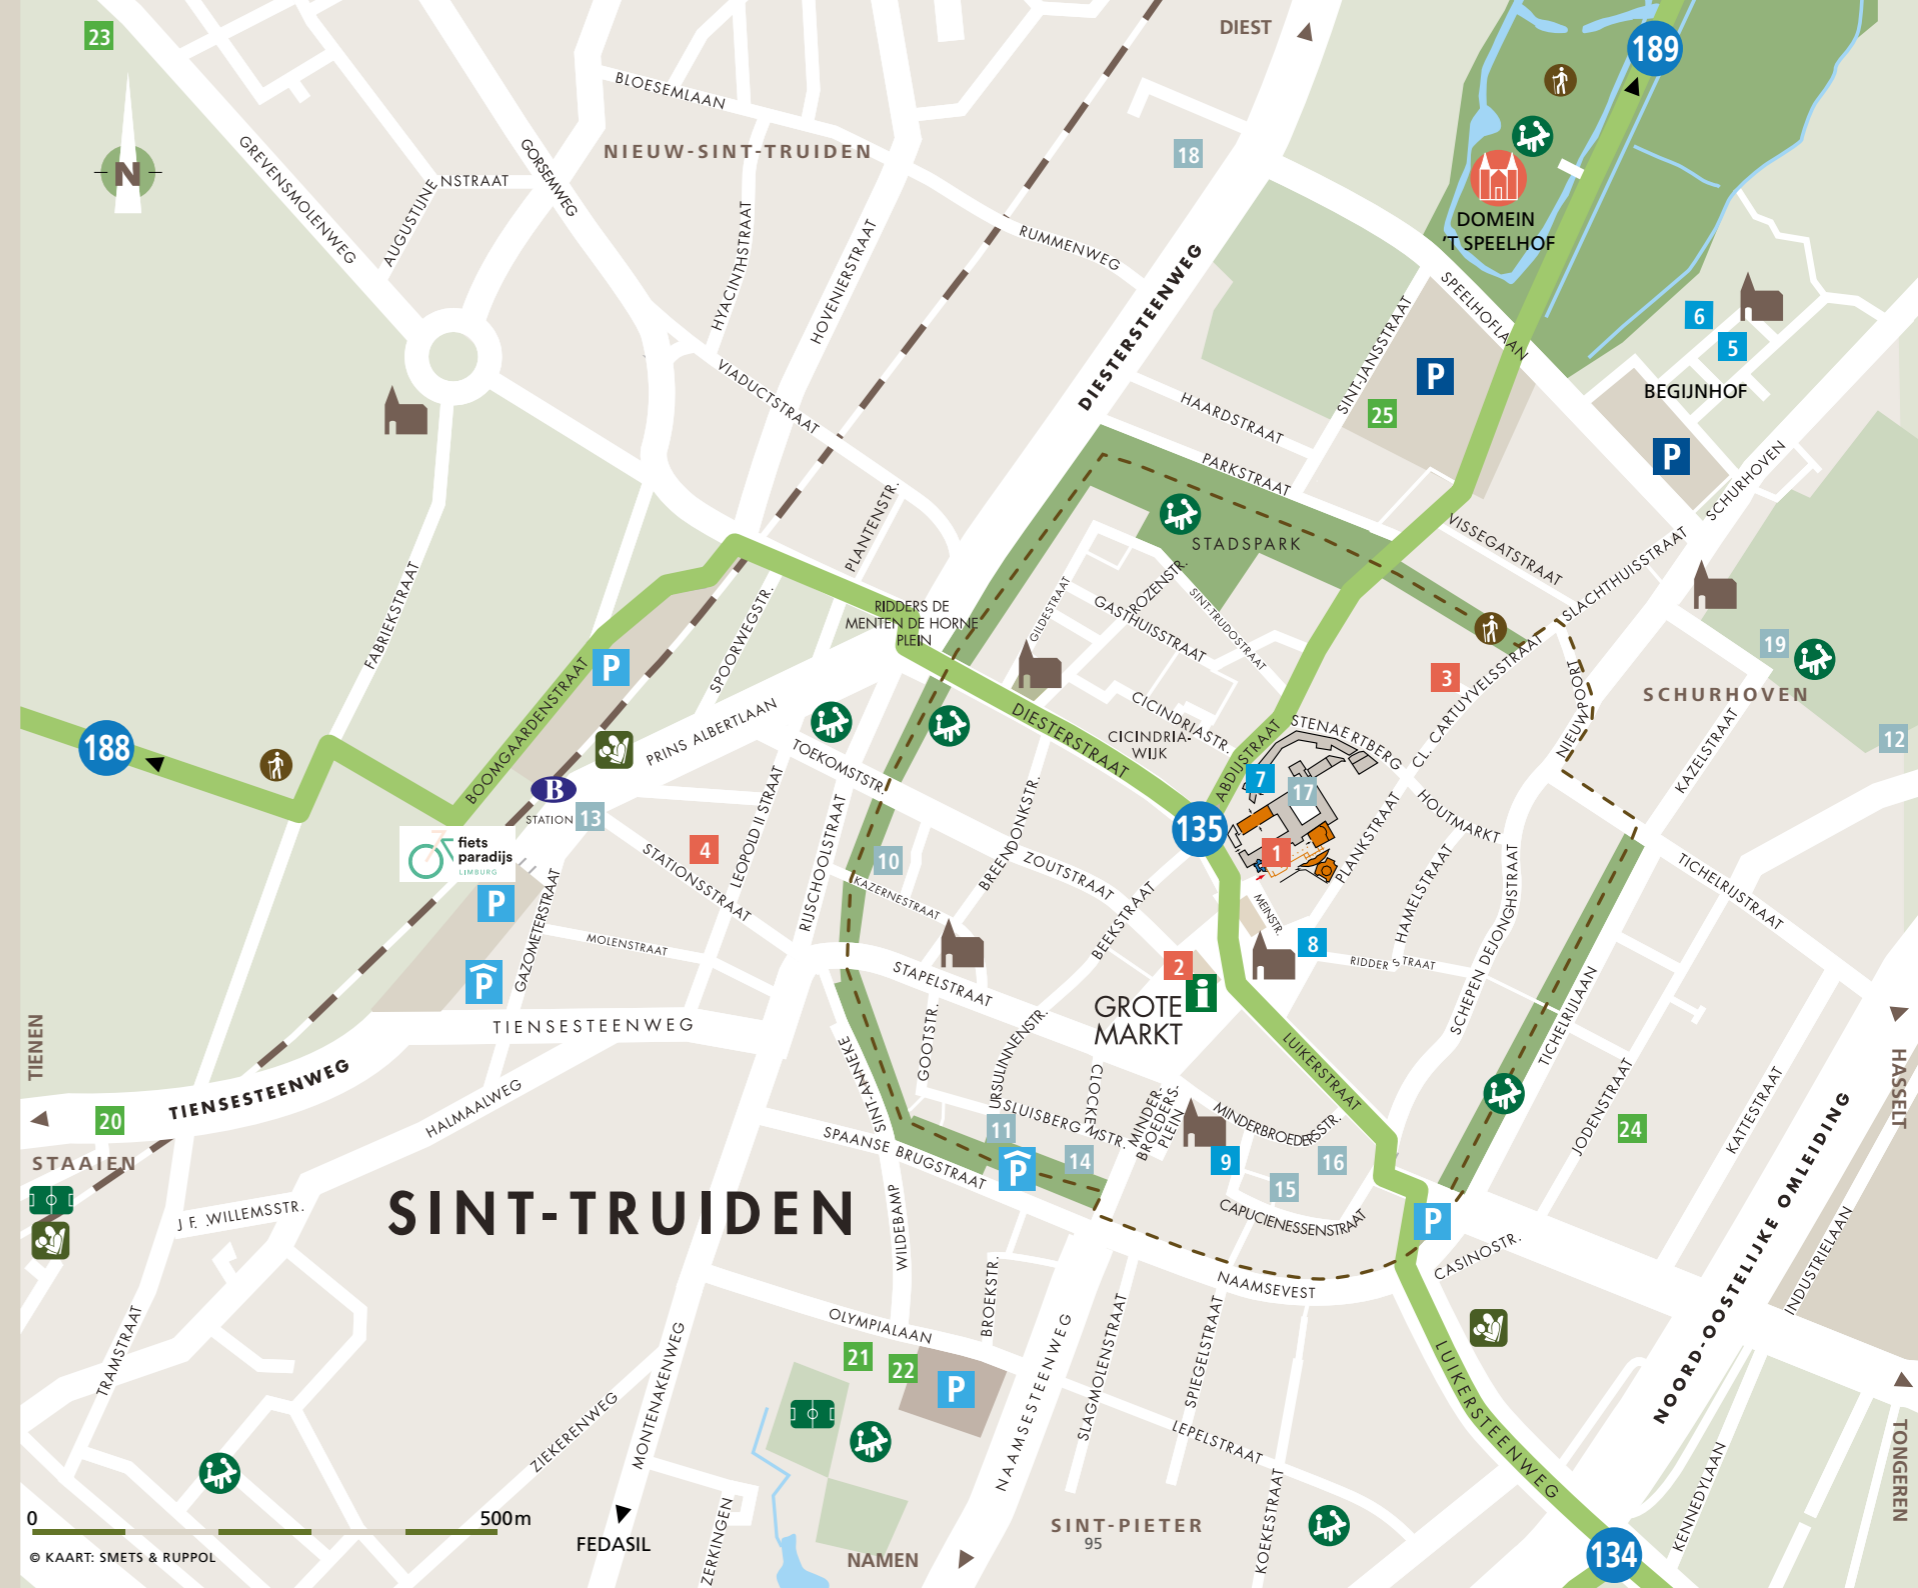 23
DIEST
189
BLOESEMLAAN
NIEUW-SINT-TRUIDEN
18
GREVENSMOLENWEG
GORSEMWEG
N
AUGUSTIJNENSTRAAT
HYACINTHSTRAAT
HOVENIERSTRAAT
RUMMENWEG
DOMEIN
'T SPEELHOF
DIESTERSTEENWEG
SPEELHOFLAAN
6
5
BEGIJNHOF
SINT-JANSSTRAAT
P
25
VIADUCTSTRAAT
HAARDSTRAAT
PARKSTRAAT
P
SCHURHOVEN
PLANTENSTR.
STADSPARK
VISSEGATSTRAAT
SLACHTHUISSTRAAT
RIDDERS DE
MENTEN DE HORNE
PLEIN
GILDESTRAAT
ROZENSTR.
GASTHUISSTRAAT
SINT-TRUDOSTRAAT
FABRIEKSTRAAT
SPOORWEGSTR.
BOOMGAARDENSTRAAT
P
3
CL. CARTUYVELSSTRAAT
NIEUWPOORT
19
SCHURHOVEN
12
188
PRINS ALBERTLAAN
TOEKOMSTSTR.
DIESTERSTRAAT
CICINDRIASTR.
CICINDRIA-
WIJK
ABDIJSTRAAT
STENAERTBERG
KAZELSTRAAT
B
STATION
13
7
17
135
1
HOUTMARKT
PLANKSTRAAT
fiets
paradijs
LIMBURG
4
LEOPOLD II STRAAT
RIJSCHOOLSTRAAT
STATIONSSTRAAT
10
KAZERNESTRAAT
BREENDONKSTR.
ZOUTSTRAAT
BEEKSTRAAT
MEINSTR.
HAMELSTRAAT
SCHEPEN DEJONGHSTRAAT
TICHELRIJSTRAAT
P
GAZOMETERSTRAAT
MOLENSTRAAT
P
STAPELSTRAAT
8
RIDDERSTRAAT
2
i
GROTE
MARKT
TICHELRIJLAAN
TIENSESTEENWEG
TIENEN
HASSELT
TIENSESTEENWEG
HALMAALWEG
SINT-ANNEKE
GOOTSTR.
URSULINNENSTR.
CLOCKE
LUIKERSTRAAT
20
STAAIEN
SPAANSE BRUGSTRAAT
11
SLUISBERGMSTR.
P
14
MINDER-
BROEDERS-
PLEIN
MINDERBROEDERSSTR.
9
16
15
CAPUCIENESSENSTRAAT
JODENSTRAAT
24
KATTESTRAAT
NOORD-OOSTELIJKE OMLEIDING
INDUSTRIELAAN
SINT-TRUIDEN
J F. WILLEMSSTR.
WILDEBAMP
P
CASINOSTR.
NAAMSEVEST
TRAMSTRAAT
OLYMPIALAAN
BROEKSTR.
21
22
P
MONTENAKENWEG
ZIEKERENWEG
NAAMSESTEENWEG
SLAGMOLENSTRAAT
SPIEGELSTRAAT
LEPELSTRAAT
LUIKERSTEENWEG
KOEKESTRAAT
KENNEDYLAAN
TONGEREN
0
500m
ZERKINGEN
SINT-PIETER
95
FEDASIL
NAMEN
134
© KAART: SMETS & RUPPOL